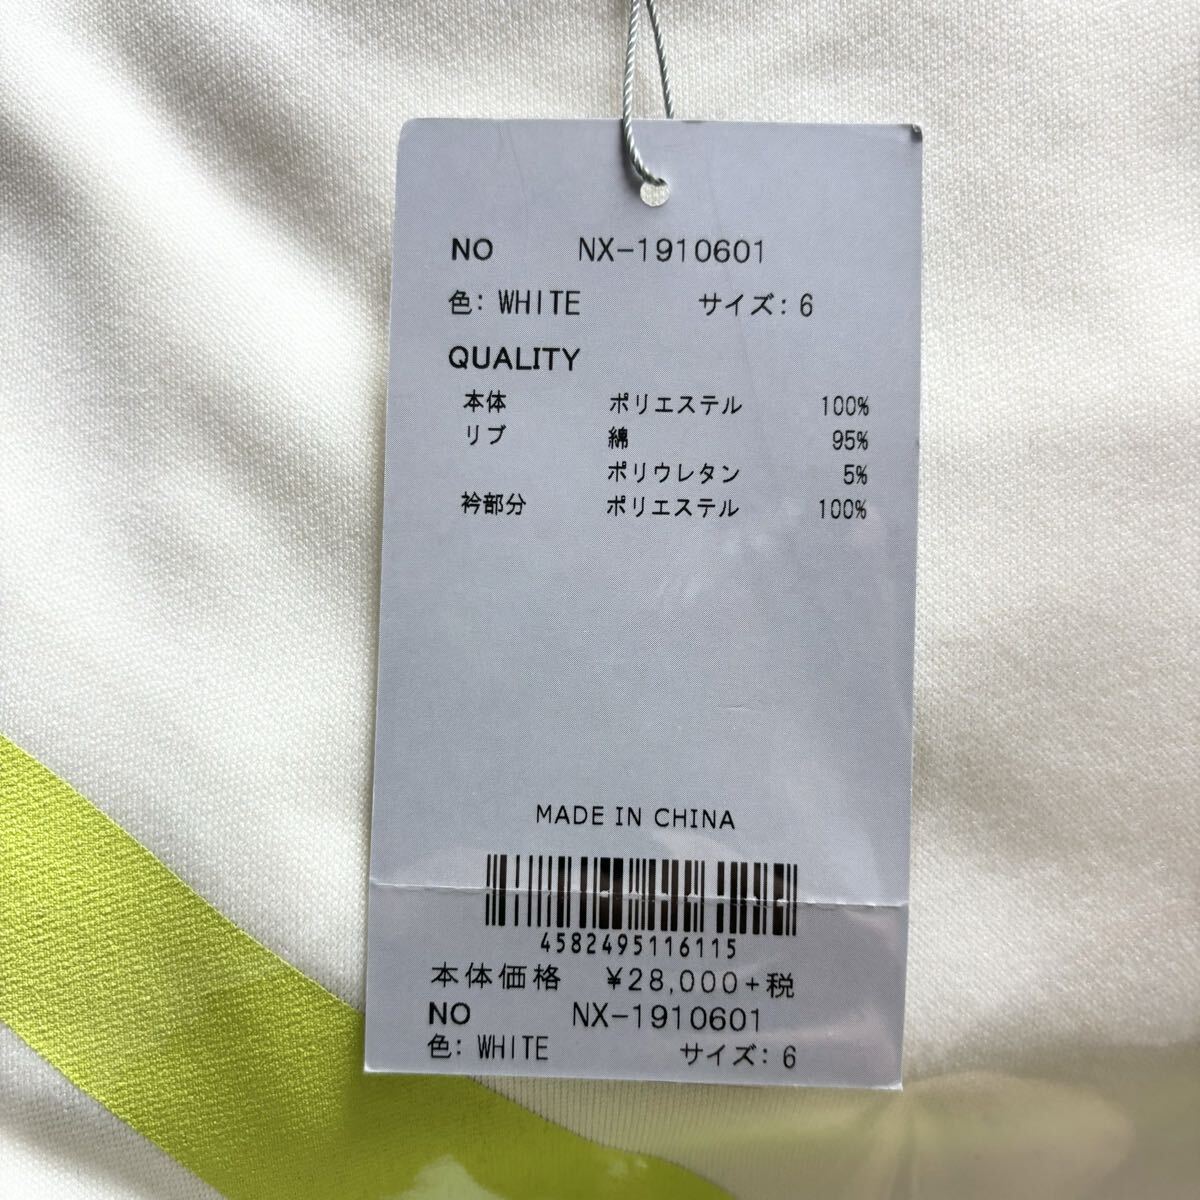 NO NX-1910601
色: WHITE サイズ: 6
QUALITY
本体 ポリエステル 100%
リブ 綿 95%
ポリウレタン 5%
衿部分 ポリエステル 100%
MADE IN CHINA
4582495116115
本体価格 ¥28,000+税
NO NX-1910601
色: WHITE サイズ: 6